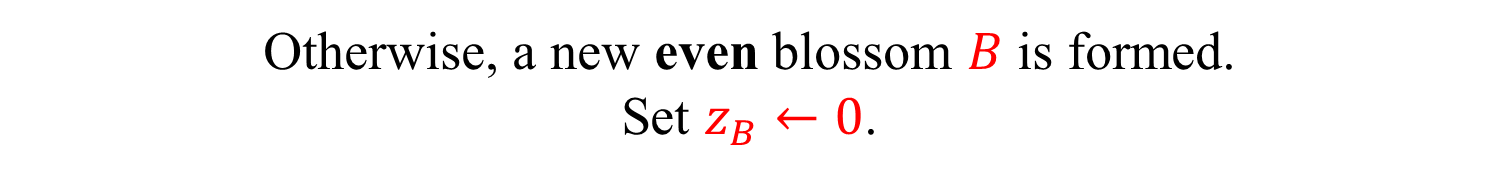 Otherwise, a new even blossom B is formed.
Set z_B ← 0.